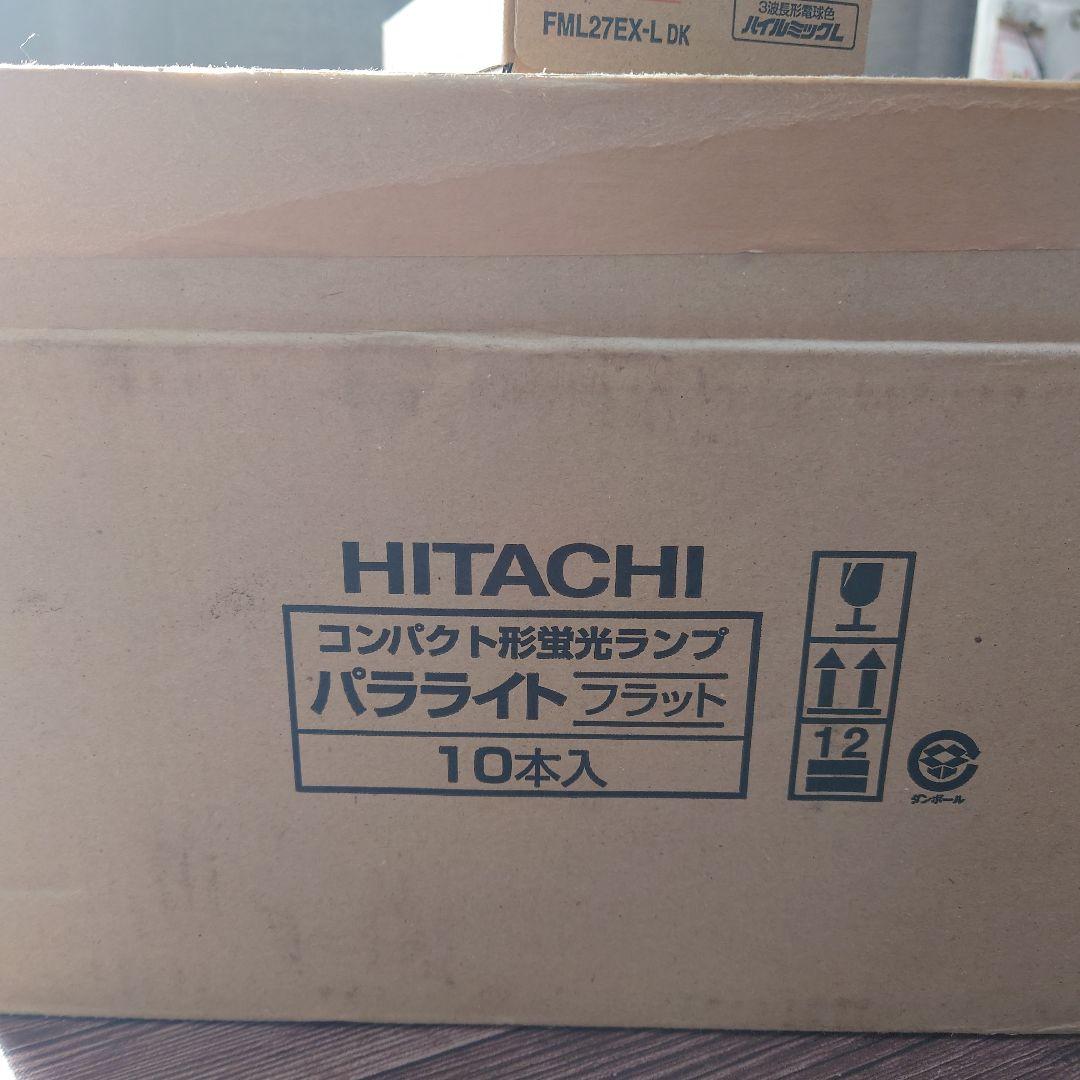 FML27EX-L DK
3波長形電球色
ハイルミックL
HITACHI
コンパクト形蛍光ランプ
パラライト フラット
10本入
12
ダンボール